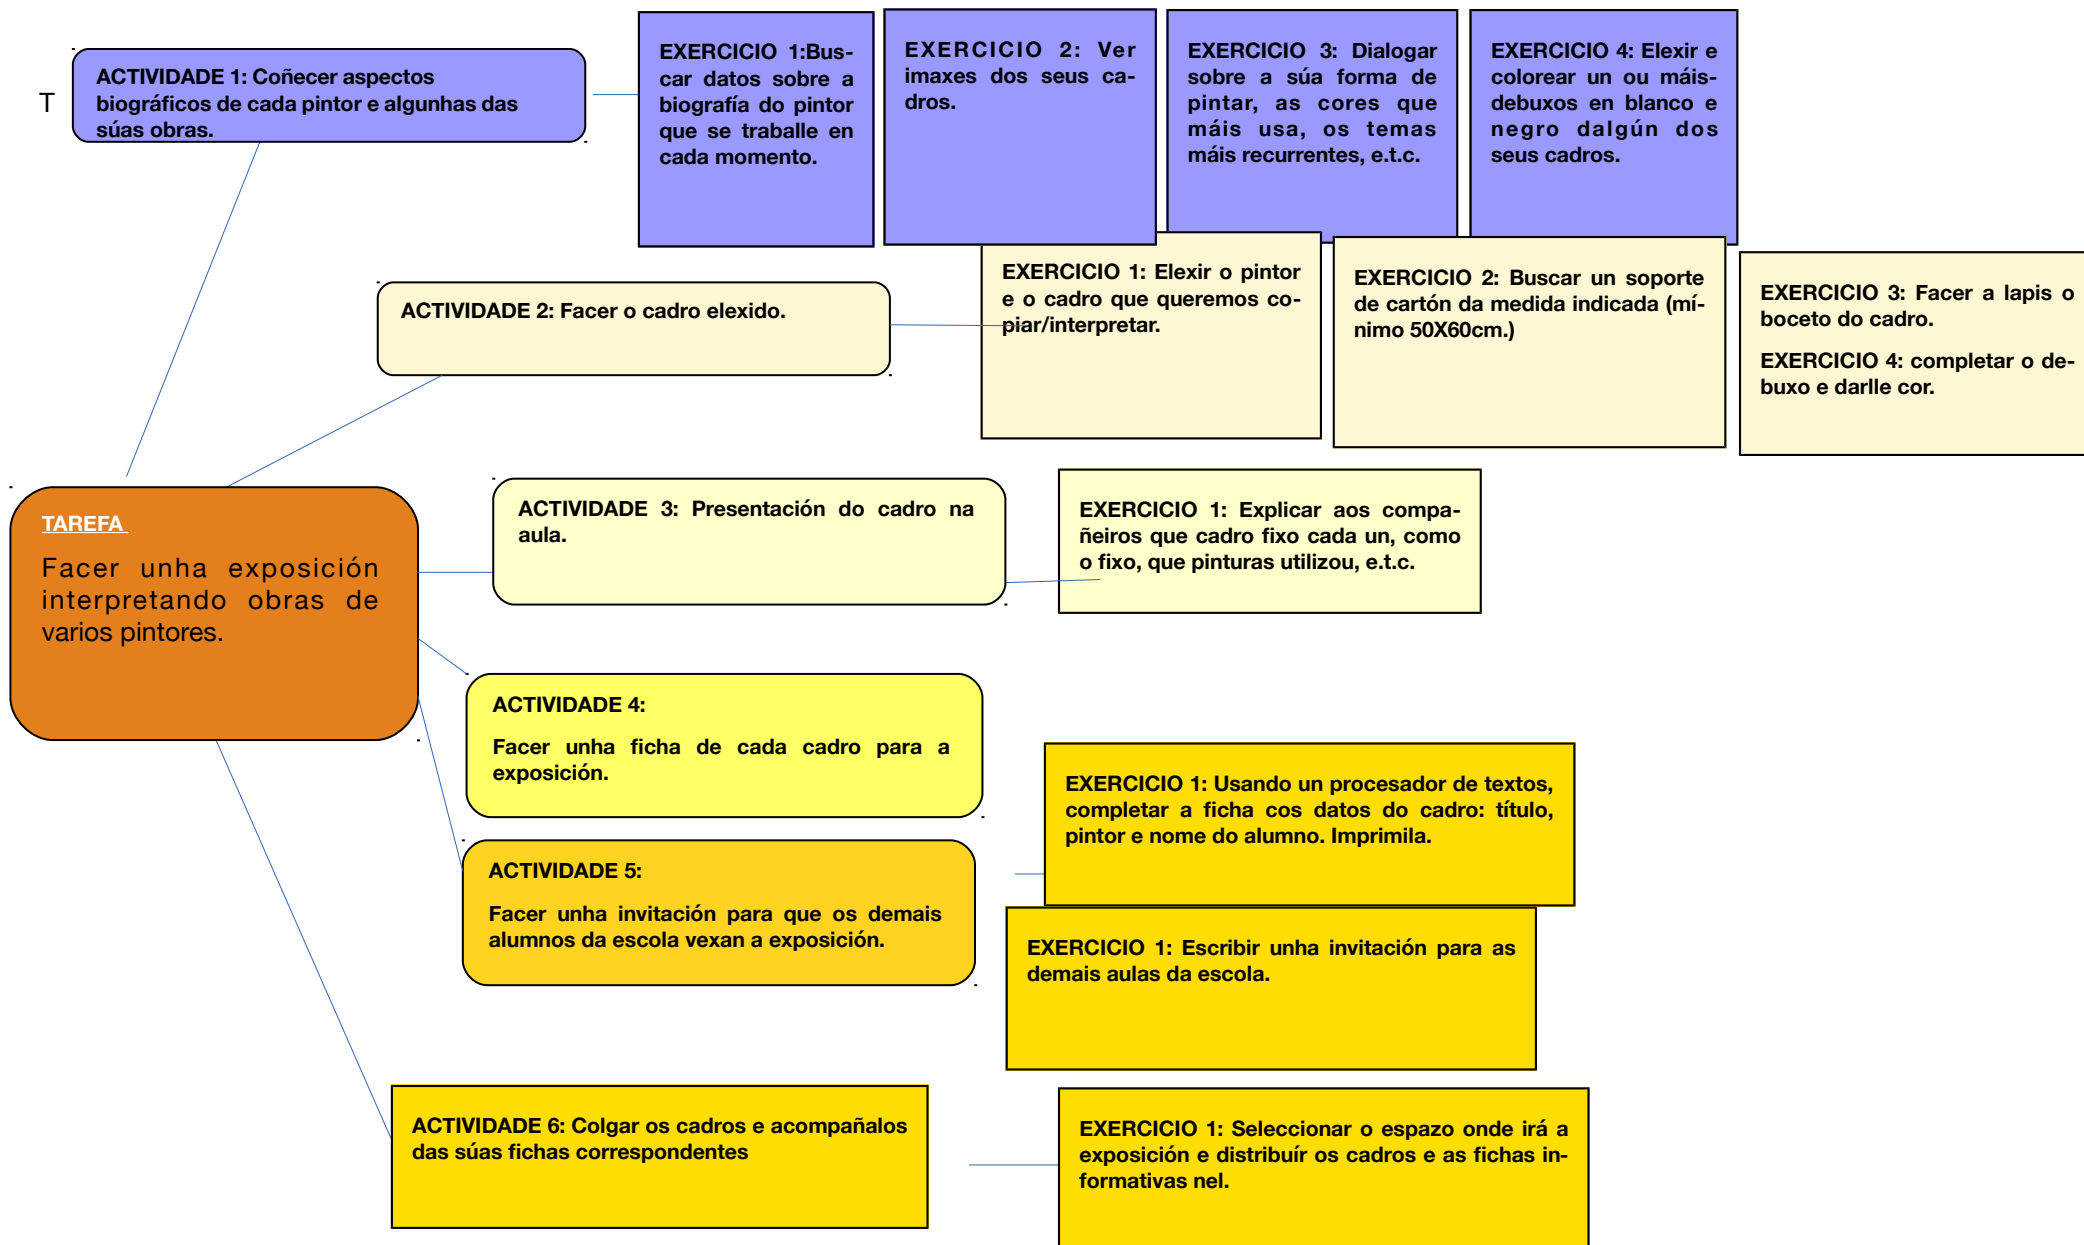 T
ACTIVIDADE 1: Coñecer aspectos
biográficos de cada pintor e algunhas das
súas obras.
EXERCICIO 1:Bus-
car datos sobre a
biografía do pintor
que se traballe en
cada momento.
EXERCICIO 2: Ver
imaxes dos seus ca-
dros.
EXERCICIO 3: Dialogar
sobre a súa forma de
pintar, as cores que
máis usa, os temas
máis recurrentes, e.t.c.
EXERCICIO 4: Elexir e
colorear un ou máis-
debuxos en blanco e
negro dalgún dos
seus cadros.
ACTIVIDADE 2: Facer o cadro elexido.
EXERCICIO 1: Elexir o pintor
e o cadro que queremos co-
piar/interpretar.
EXERCICIO 2: Buscar un soporte
de cartón da medida indicada (mí-
nimo 50X60cm.)
EXERCICIO 3: Facer a lapis o
boceto do cadro.
EXERCICIO 4: completar o de-
buxo e darlle cor.
TAREFA
Facer unha exposición
interpretando obras de
varios pintores.
ACTIVIDADE 3: Presentación do cadro na
aula.
EXERCICIO 1: Explicar aos compa-
ñeiros que cadro fixo cada un, como
o fixo, que pinturas utilizou, e.t.c.
ACTIVIDADE 4:
Facer unha ficha de cada cadro para a
exposición.
EXERCICIO 1: Usando un procesador de textos,
completar a ficha cos datos do cadro: título,
pintor e nome do alumno. Imprimila.
ACTIVIDADE 5:
Facer unha invitación para que os demais
alumnos da escola vexan a exposición.
EXERCICIO 1: Escribir unha invitación para as
demais aulas da escola.
ACTIVIDADE 6: Colgar os cadros e acompañalos
das súas fichas correspondentes
EXERCICIO 1: Seleccionar o espazo onde irá a
exposición e distribuír os cadros e as fichas in-
formativas nel.